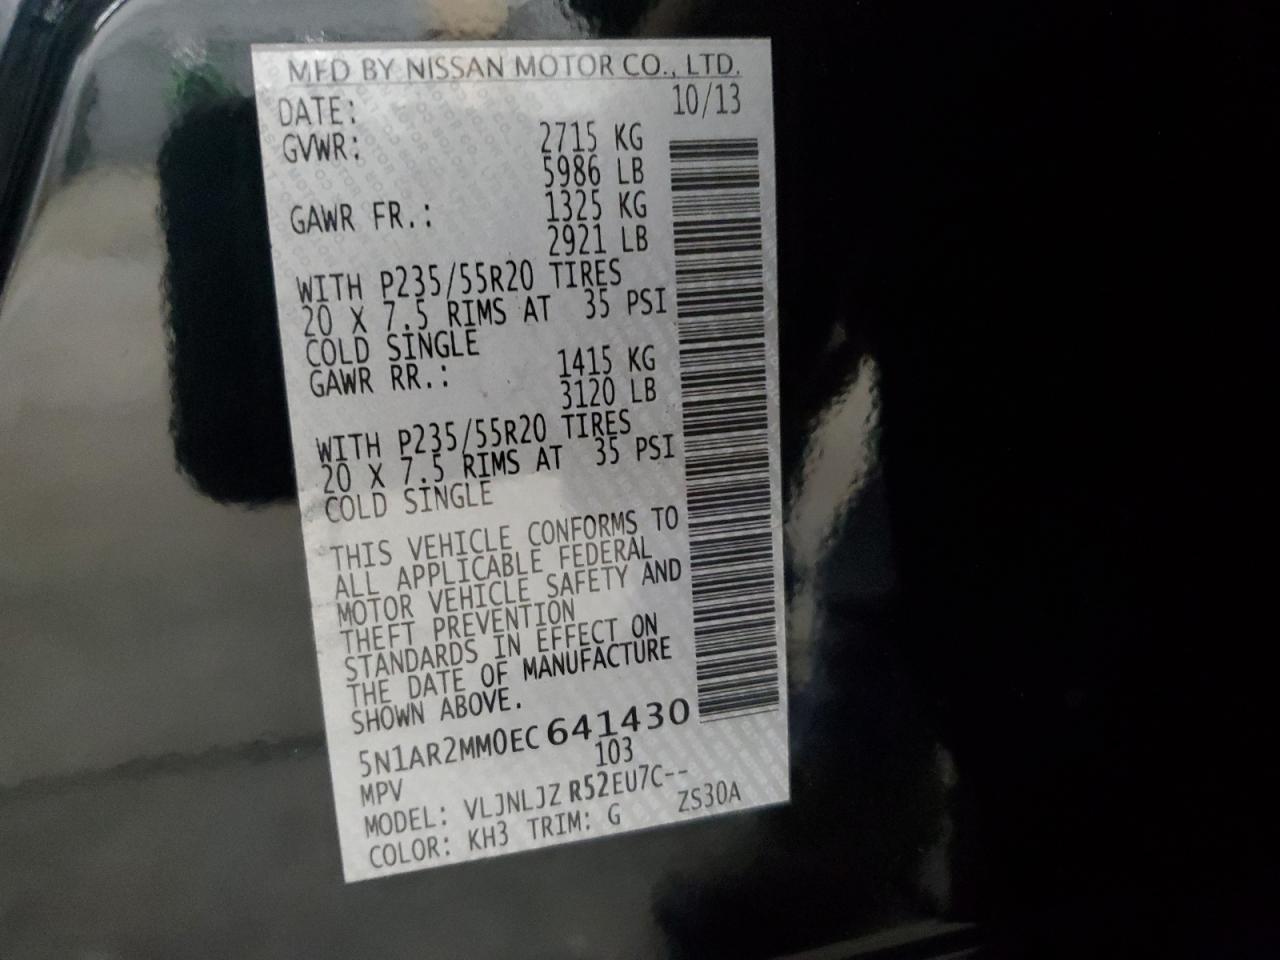 MFD BY NISSAN MOTOR CO., LTD.
DATE: 10/13
GVWR: 2715 KG
5986 LB
GAWR FR.: 1325 KG
2921 LB
WITH P235/55R20 TIRES
20 X 7.5 RIMS AT 35 PSI
COLD SINGLE
GAWR RR.: 1415 KG
3120 LB
WITH P235/55R20 TIRES
20 X 7.5 RIMS AT 35 PSI
COLD SINGLE
THIS VEHICLE CONFORMS TO
ALL APPLICABLE FEDERAL
MOTOR VEHICLE SAFETY AND
THEFT PREVENTION
STANDARDS IN EFFECT ON
THE DATE OF MANUFACTURE
SHOWN ABOVE.
5N1AR2MM0EC641430
MPV 103
MODEL: VLJNLJZ R52EU7C--
COLOR: KH3 TRIM: G ZS30A